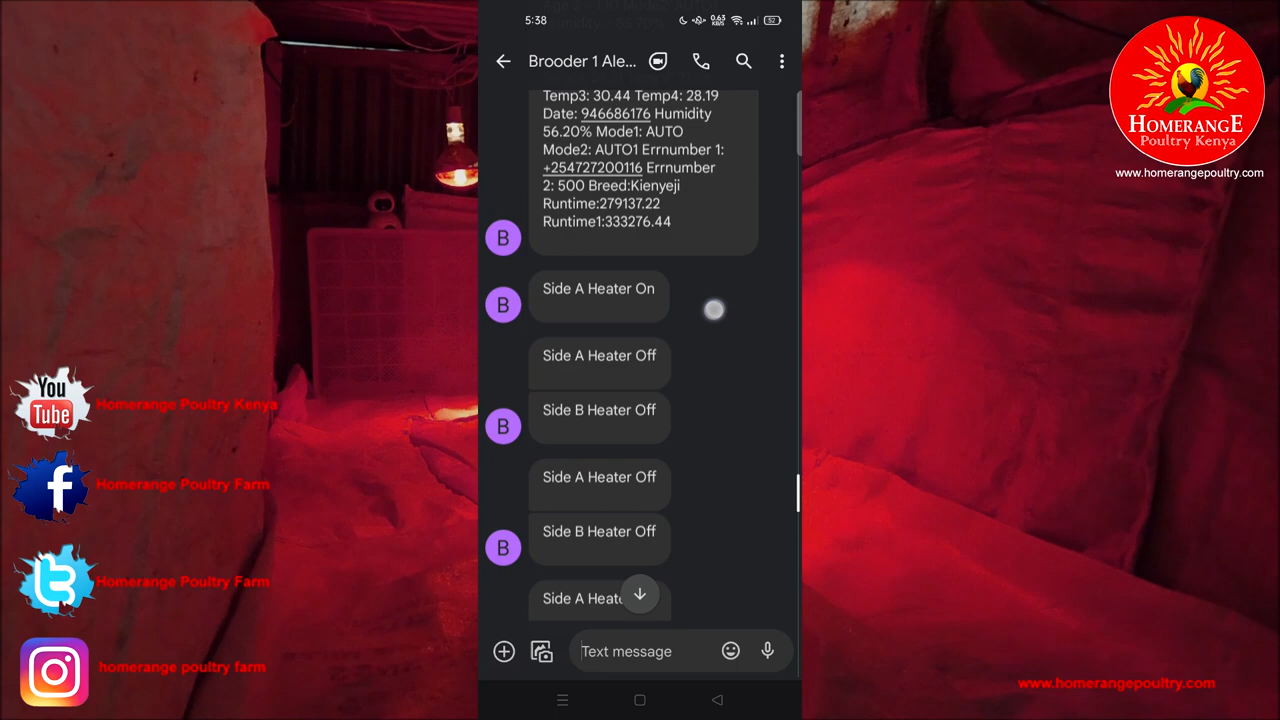 5:38
0.63
KB/S
52
Brooder 1 Ale...
Temp3: 30.44 Temp4: 28.19
Date: 946686176 Humidity
56.20% Mode1: AUTO
Mode2: AUTO1 Errnumber 1:
+254727200116 Errnumber
2: 500 Breed:Kienyeji
Runtime:279137.22
Runtime1:333276.44
B
Side A Heater On
B
Side A Heater Off
Side B Heater Off
B
Side A Heater Off
Side B Heater Off
B
Side A Heate
Text message
HOMERANGE
Poultry Kenya
www.homerangepoultry.com
You
Tube
Homerange Poultry Kenya
f
Homerange Poultry Farm
t
Homerange Poultry Farm
homerange poultry farm
www.homerangepoultry.com